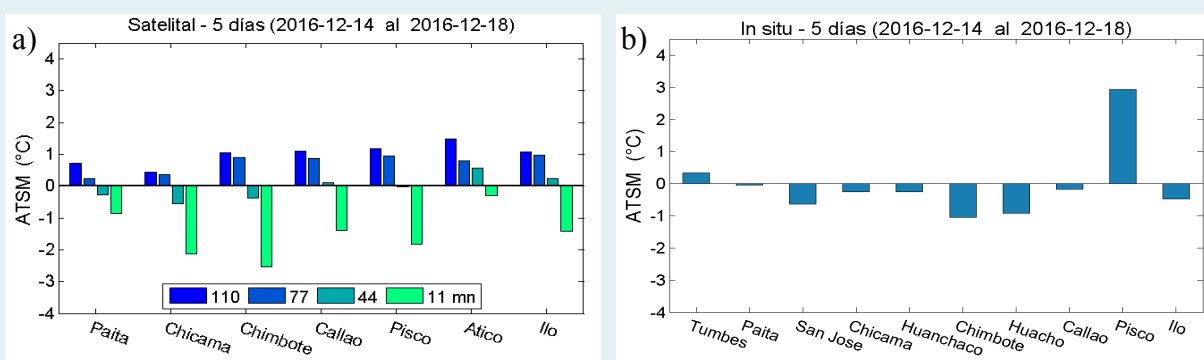 a)
Satelital - 5 días (2016-12-14 al 2016-12-18)
ATSM (°C)
4
3
2
1
0
-1
-2
-3
-4
110 77 44 11 mn
Paita Chicama Chimbote Callao Pisco Atico Ilo
b)
In situ - 5 días (2016-12-14 al 2016-12-18)
ATSM (°C)
4
3
2
1
0
-1
-2
-3
-4
Tumbes Paita San Jose Chicama Huanchaco Chimbote Huacho Callao Pisco Ilo